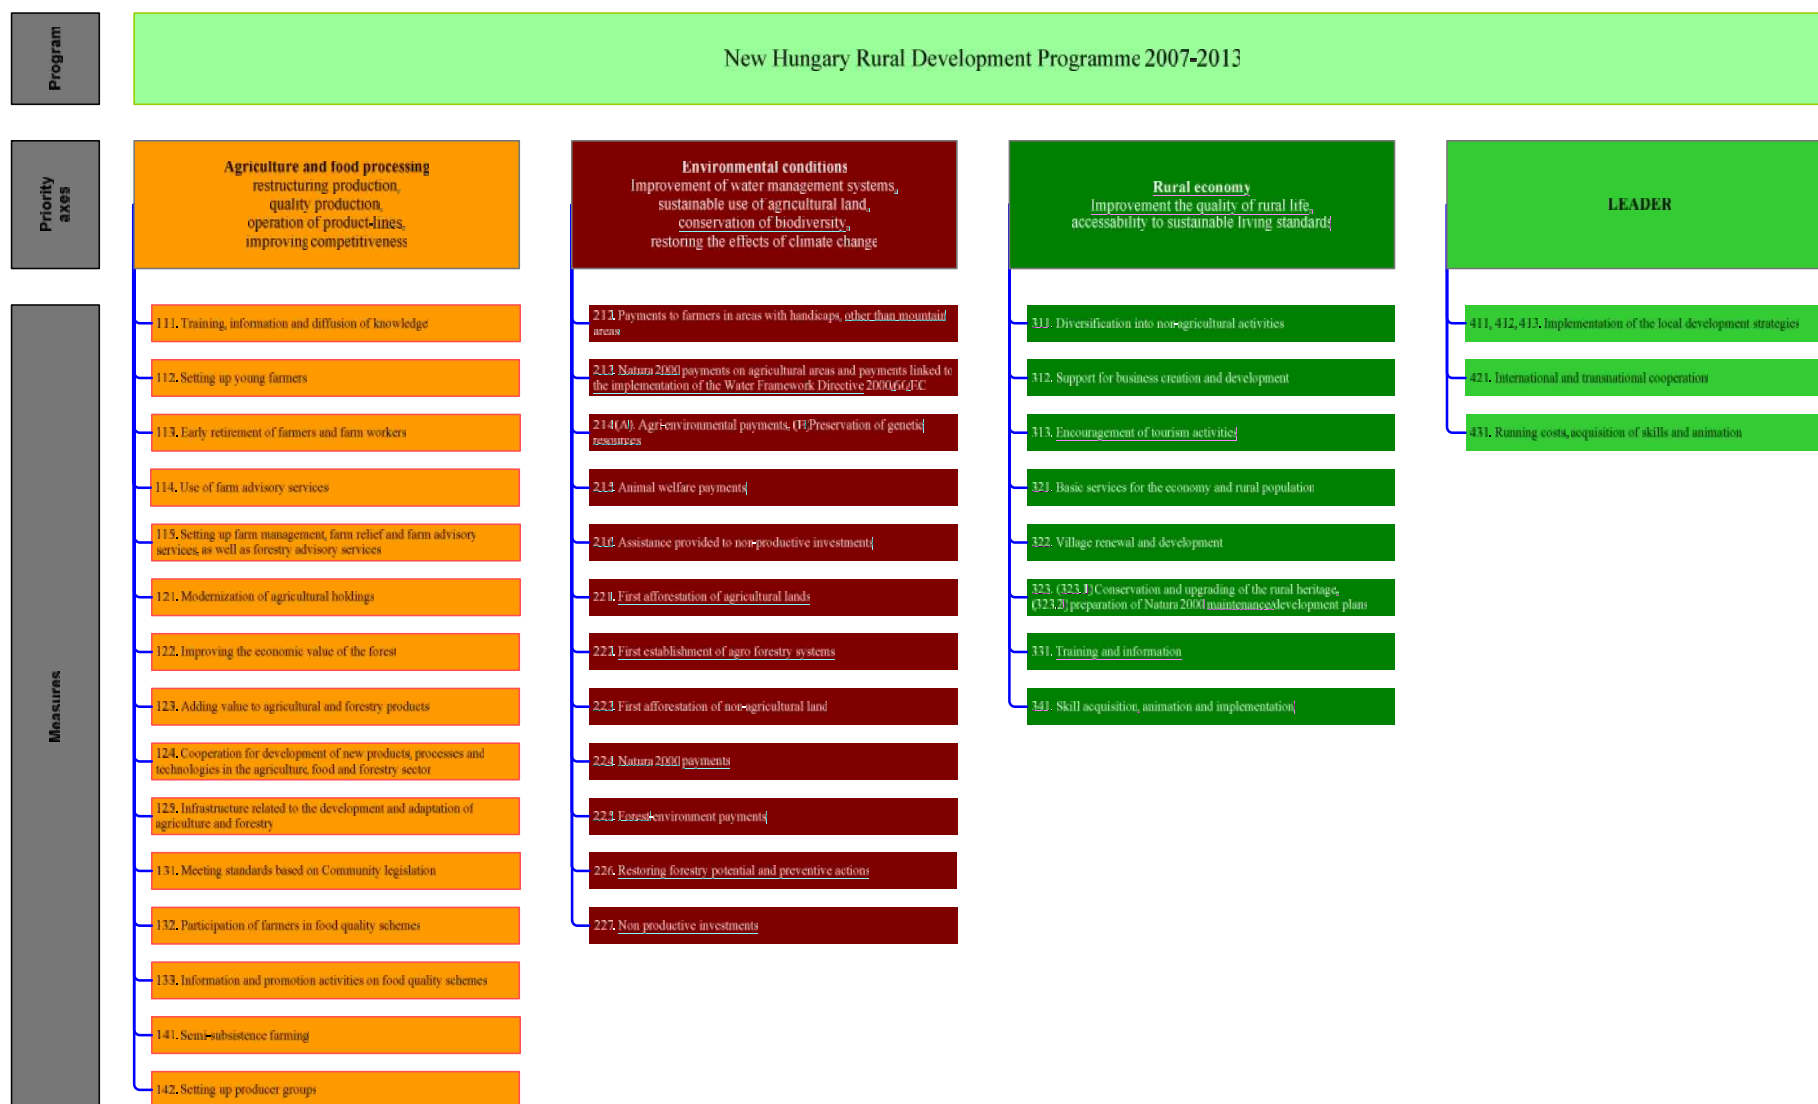 Program
New Hungary Rural Development Programme 2007-2013
Priority
axes
Agriculture and food processing
restructuring production,
quality production,
operation of product-lines,
improving competitiveness
Environmental conditions
Improvement of water management systems,
sustainable use of agricultural land,
conservation of biodiversity,
restoring the effects of climate change
Rural economy
Improvement the quality of rural life,
accessability to sustainable living standards
LEADER
Measures
111. Training, information and diffusion of knowledge
112. Setting up young farmers
113. Early retirement of farmers and farm workers
114. Use of farm advisory services
115. Setting up farm management, farm relief and farm advisory
services, as well as forestry advisory services
121. Modernization of agricultural holdings
122. Improving the economic value of the forest
123. Adding value to agricultural and forestry products
124. Cooperation for development of new products, processes and
technologies in the agriculture, food and forestry sector
125. Infrastructure related to the development and adaptation of
agriculture and forestry
131. Meeting standards based on Community legislation
132. Participation of farmers in food quality schemes
133. Information and promotion activities on food quality schemes
141. Semi-subsistence farming
142. Setting up producer groups
212. Payments to farmers in areas with handicaps, other than mountain
areas
213. Natura 2000 payments on agricultural areas and payments linked to
the implementation of the Water Framework Directive 2000/60/EC
214.(A). Agri-environmental payments, Preservation of genetic
resources
215. Animal welfare payments
216. Assistance provided to non-productive investments
221. First afforestation of agricultural lands
222. First establishment of agro forestry systems
223. First afforestation of non-agricultural land
224. Natura 2000 payments
225. Forest-environment payments
226. Restoring forestry potential and preventive actions
227. Non productive investments
311. Diversification into non-agricultural activities
312. Support for business creation and development
313. Encouragement of tourism activities
321. Basic services for the economy and rural population
322. Village renewal and development
323. (323.1) Conservation and upgrading of the rural heritage,
(323.2) preparation of Natura 2000 maintenance/development plans
331. Training and information
341. Skill acquisition, animation and implementation
411, 412, 413. Implementation of the local development strategies
421. International and transnational cooperation
431. Running costs, acquisition of skills and animation